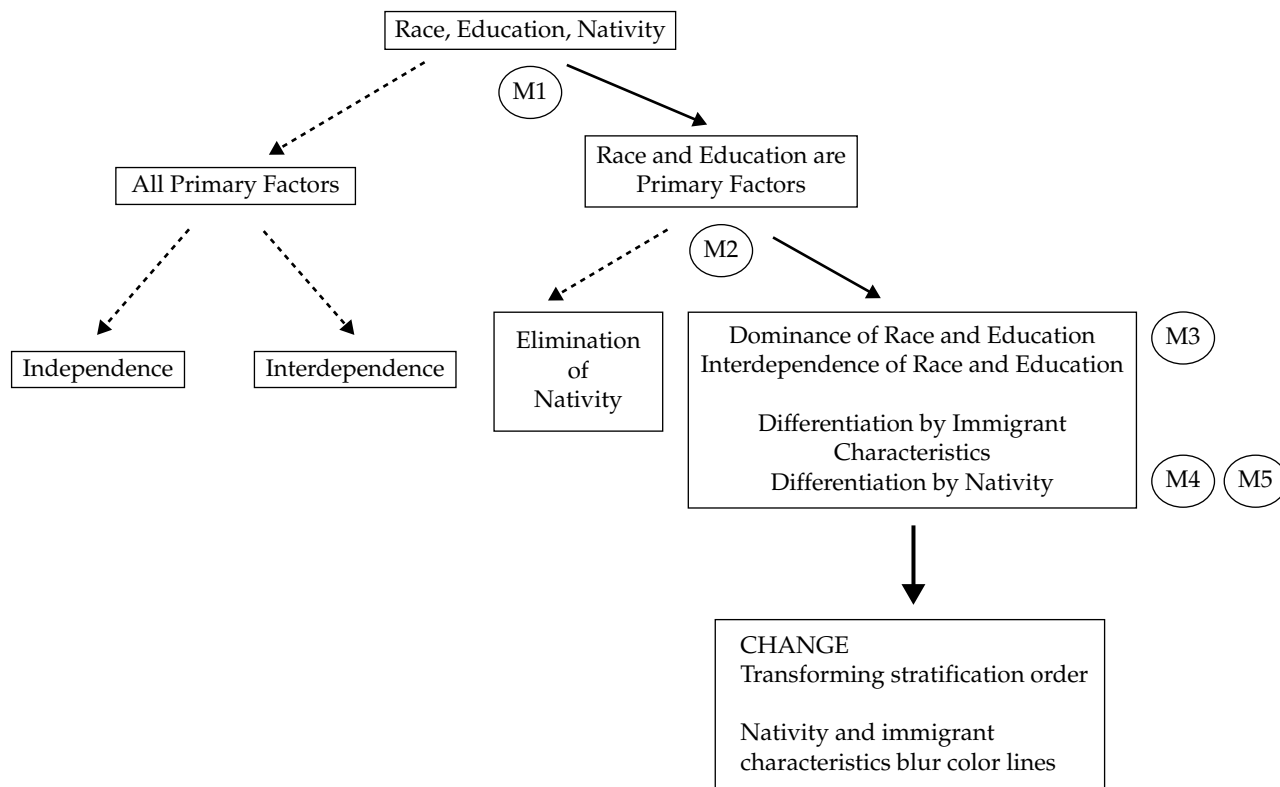 Race, Education, Nativity
M1
All Primary Factors
Race and Education are
Primary Factors
M2
Independence
Interdependence
Elimination
of
Nativity
Dominance of Race and Education
Interdependence of Race and Education
Differentiation by Immigrant
Characteristics
Differentiation by Nativity
M3
M4
M5
CHANGE
Transforming stratification order
Nativity and immigrant
characteristics blur color lines